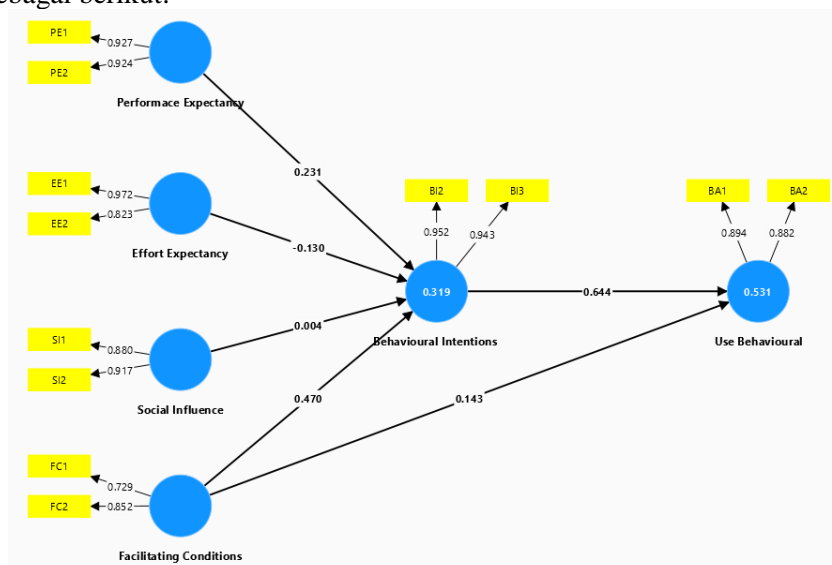 sebagai berikut:
PE1
0.927
PE2
0.924
Performace Expectancy
0.231
EE1
0.972
EE2
0.823
Effort Expectancy
-0.130
BI2
BI3
0.952
0.943
BA1
BA2
0.894
0.882
0.319
Behavioural Intentions
0.644
0.531
Use Behavioural
SI1
0.880
SI2
0.917
Social Influence
0.004
0.470
0.143
FC1
0.729
FC2
0.852
Facilitating Conditions